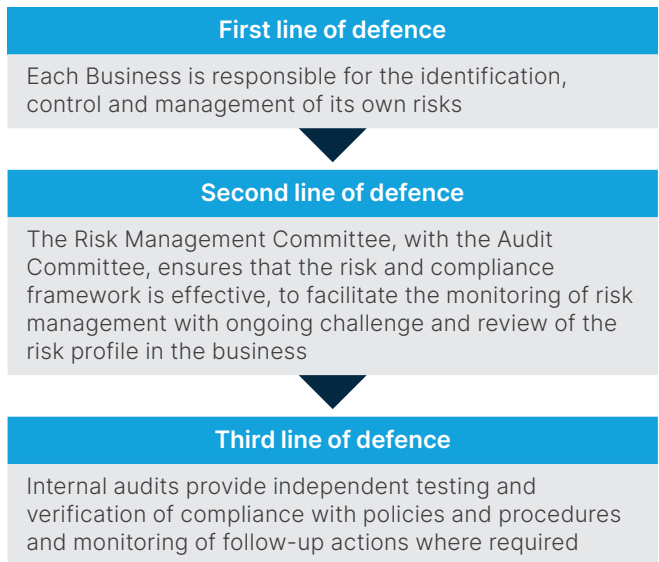 First line of defence
Each Business is responsible for the identification,
control and management of its own risks
Second line of defence
The Risk Management Committee, with the Audit
Committee, ensures that the risk and compliance
framework is effective, to facilitate the monitoring of risk
management with ongoing challenge and review of the
risk profile in the business
Third line of defence
Internal audits provide independent testing and
verification of compliance with policies and procedures
and monitoring of follow-up actions where required